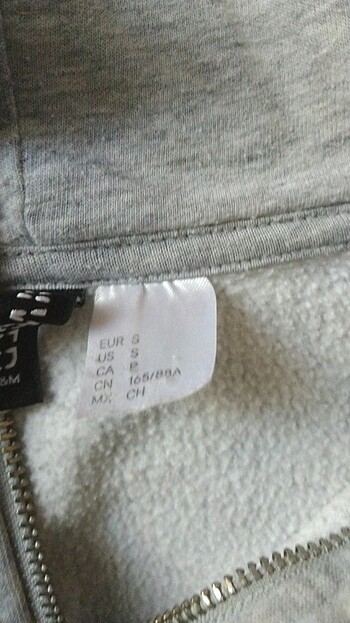 EUR S
US S
CA P
CN 165/88A
MX CH
&M